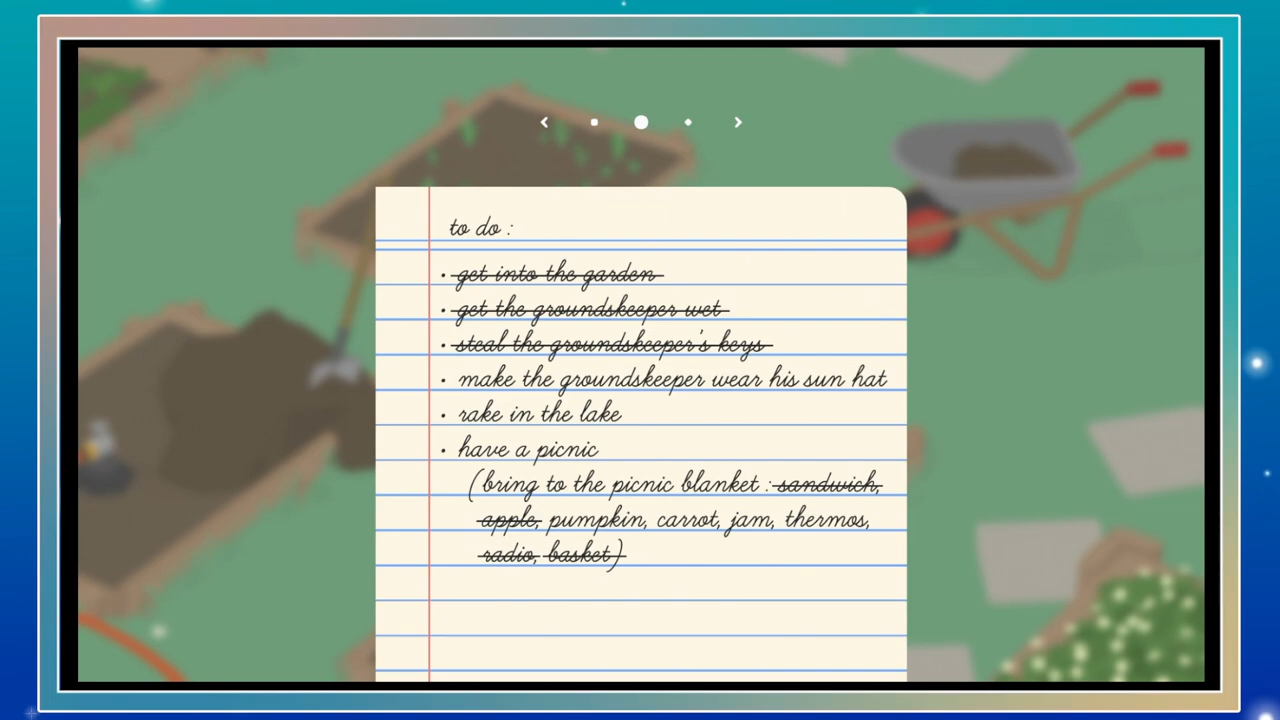 to do :
• get into the garden
• get the groundskeeper wet
• steal the groundskeeper's keys
• make the groundskeeper wear his sun hat
• rake in the lake
• have a picnic
(bring to the picnic blanket : sandwich,
apple, pumpkin, carrot, jam, thermos,
radio, basket)